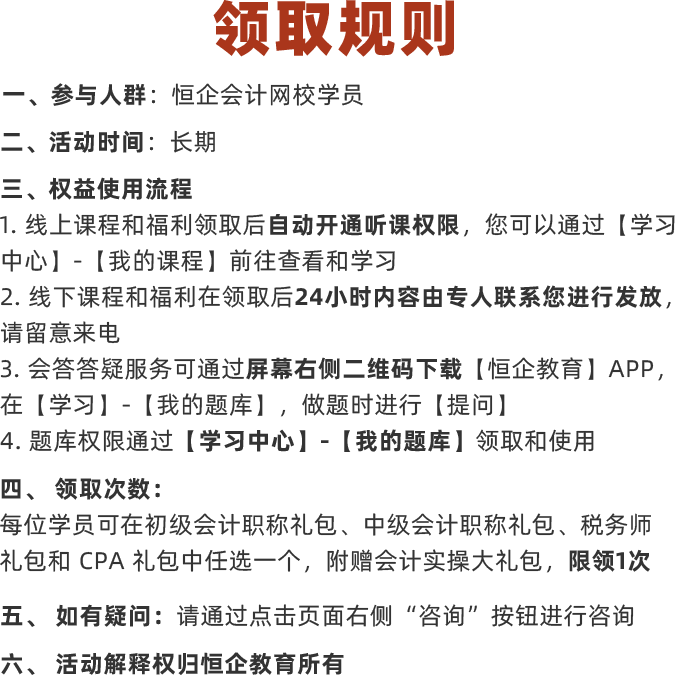 领取规则
一、参与人群：恒企会计网校学员
二、活动时间：长期
三、权益使用流程
1. 线上课程和福利领取后自动开通听课权限，您可以通过【学习
中心】-【我的课程】前往查看和学习
2. 线下课程和福利在领取后24小时内容由专人联系您进行发放，
请留意来电
3. 会答答疑服务可通过屏幕右侧二维码下载【恒企教育】APP，
在【学习】-【我的题库】，做题时进行【提问】
4. 题库权限通过【学习中心】-【我的题库】领取和使用
四、 领取次数：
每位学员可在初级会计职称礼包、中级会计职称礼包、税务师
礼包和 CPA 礼包中任选一个，附赠会计实操大礼包，限领1次
五、 如有疑问：请通过点击页面右侧“咨询”按钮进行咨询
六、 活动解释权归恒企教育所有